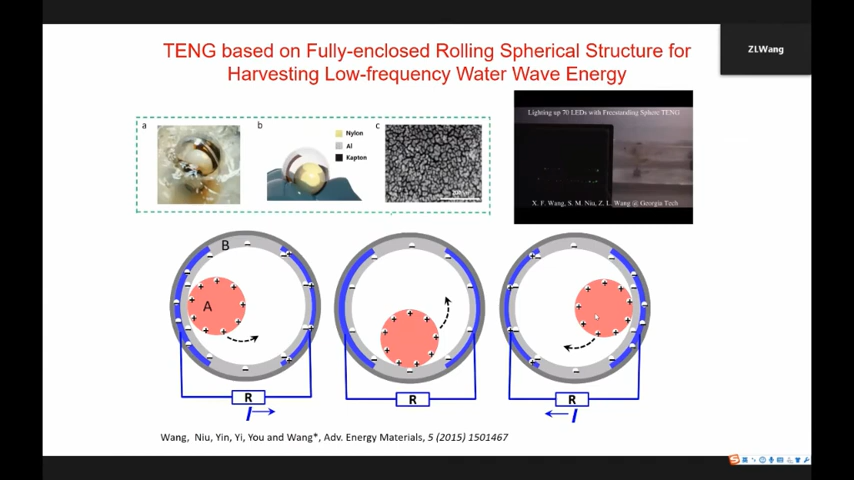 ZLWang
TENG based on Fully-enclosed Rolling Spherical Structure for
Harvesting Low-frequency Water Wave Energy
a
b
c
Nylon
Al
Kapton
Lighting up 70 LEDs with Freestanding Sphere TENG
X. F. Wang, S. M. Niu, Z. L. Wang @ Georgia Tech
B
A
R
I
R
R
I
Wang, Niu, Yin, Yi, You and Wang*, Adv. Energy Materials, 5 (2015) 1501467